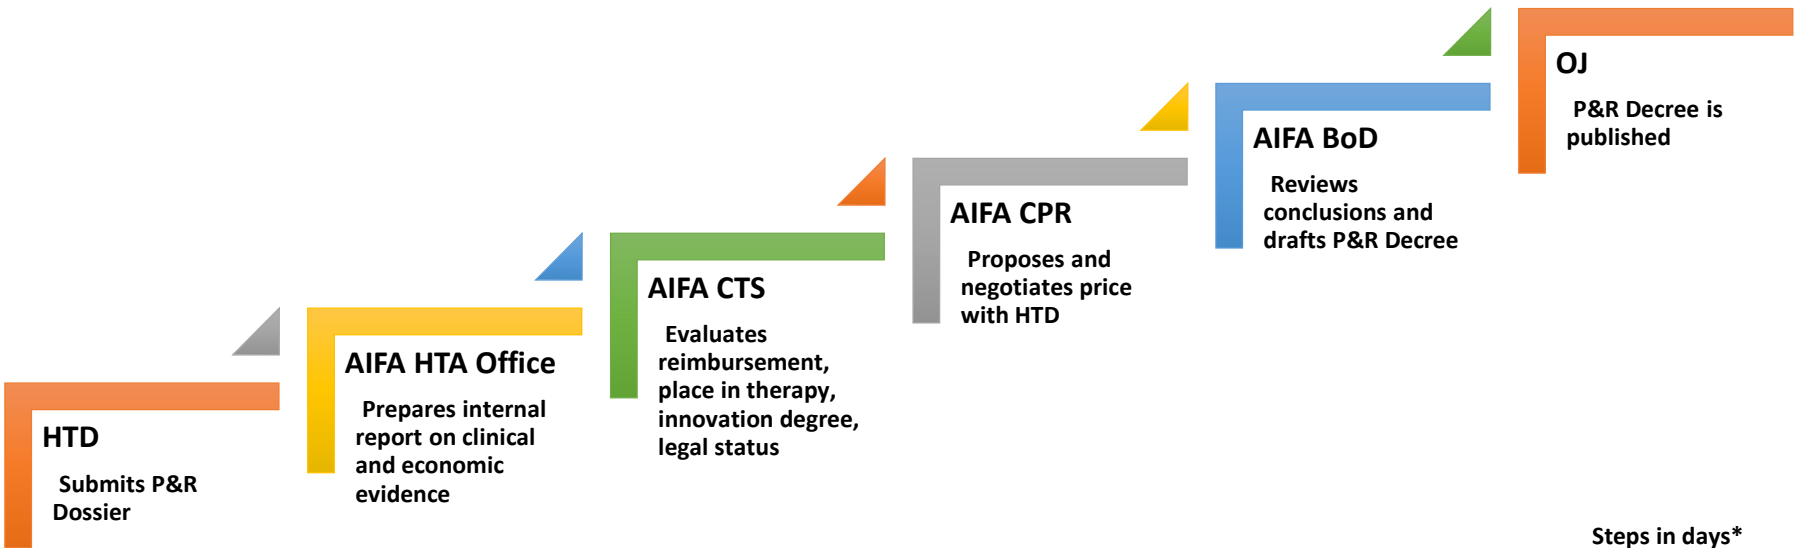 HTD
Submits P&R
Dossier
AIFA HTA Office
Prepares internal
report on clinical
and economic
evidence
AIFA CTS
Evaluates
reimbursement,
place in therapy,
innovation degree,
legal status
AIFA CPR
Proposes and
negotiates price
with HTD
AIFA BoD
Reviews
conclusions and
drafts P&R Decree
OJ
P&R Decree is
published
Steps in days*